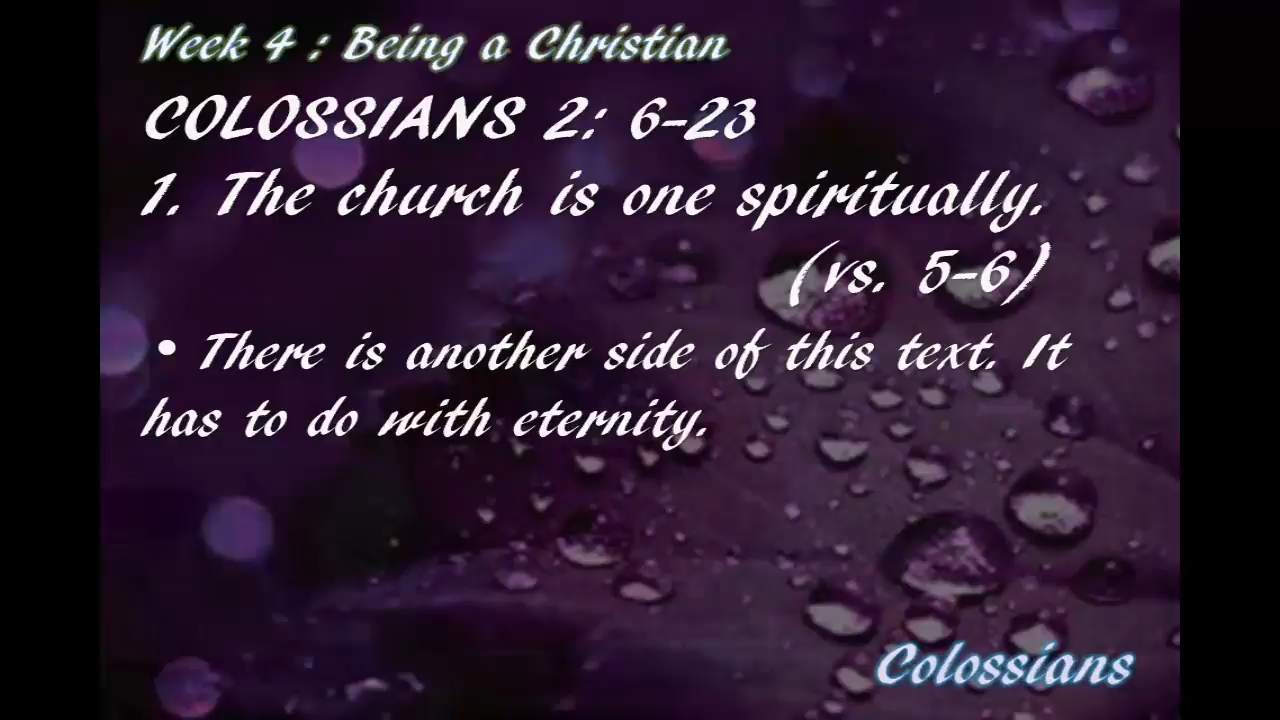 Week 4 : Being a Christian
COLOSSIANS 2: 6-23
1. The church is one spiritually.
(vs. 5-6)
• There is another side of this text. It
has to do with eternity.
Colossians